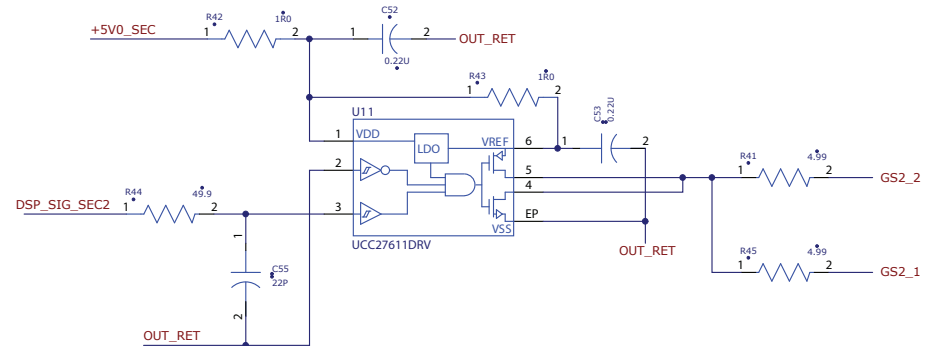 C52
R42
1R0
+5V0_SEC
1
2
1
2
OUT_RET
0.22U
R43
1R0
1
2
C53
0.22U
U11
1
VDD
LDO
VREF
6
1
2
2
5
4
R41
4.99
1
2
GS2_2
DSP_SIG_SEC2
R44
49.9
1
2
3
EP
VSS
UCC27611DRV
OUT_RET
R45
4.99
1
2
GS2_1
1
C55
22P
2
OUT_RET